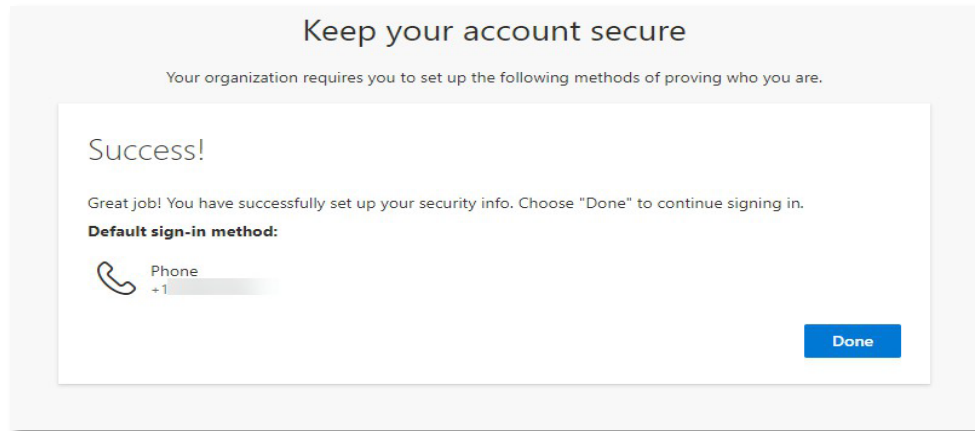 Keep your account secure
Your organization requires you to set up the following methods of proving who you are.
Success!
Great job! You have successfully set up your security info. Choose "Done" to continue signing in.
Default sign-in method:
Phone
+1
Done